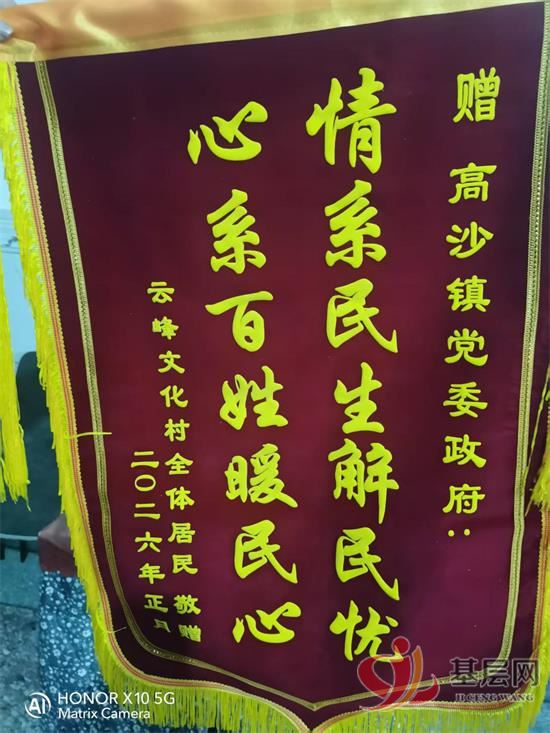 赠 高沙镇党委政府：
情系民生解民忧
心系百姓暖民心
云峰文化村全体居民 敬赠
二〇二六年正月
AI HONOR X10 5G
Matrix Camera
基层网
JICENGWANG